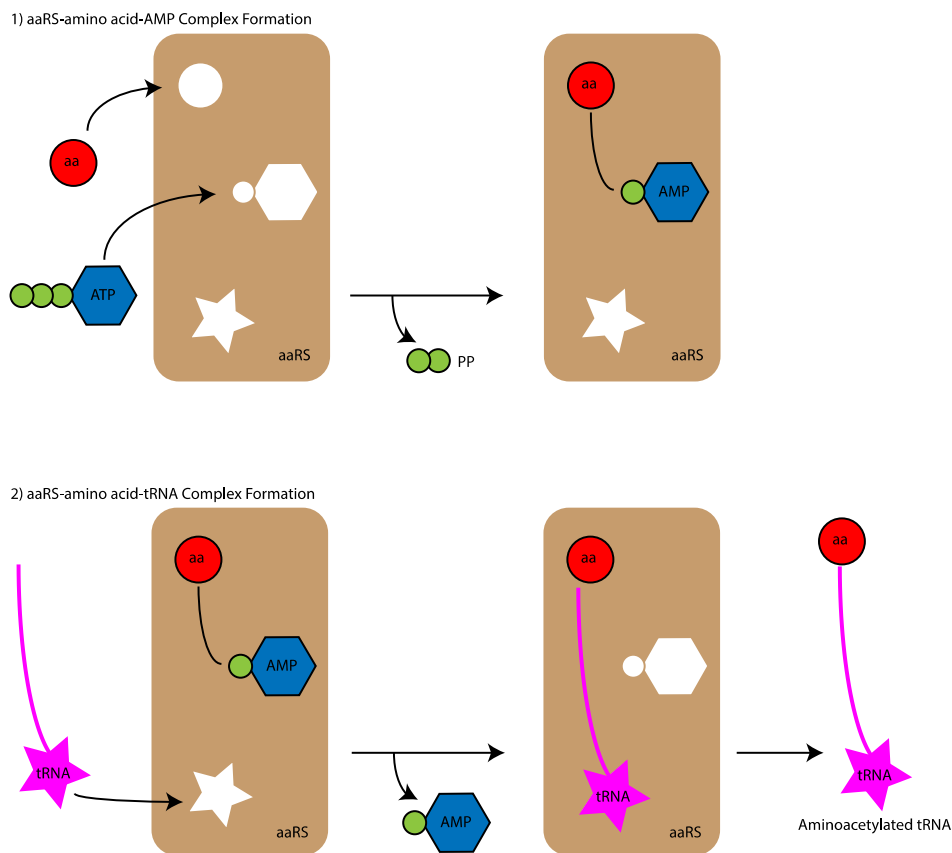 1) aaRS-amino acid-AMP Complex Formation
aa
aa
AMP
ATP
aaRS
PP
aaRS
2) aaRS-amino acid-tRNA Complex Formation
aa
aa
aa
AMP
tRNA
tRNA
tRNA
aaRS
AMP
aaRS
Aminoacetylated tRNA